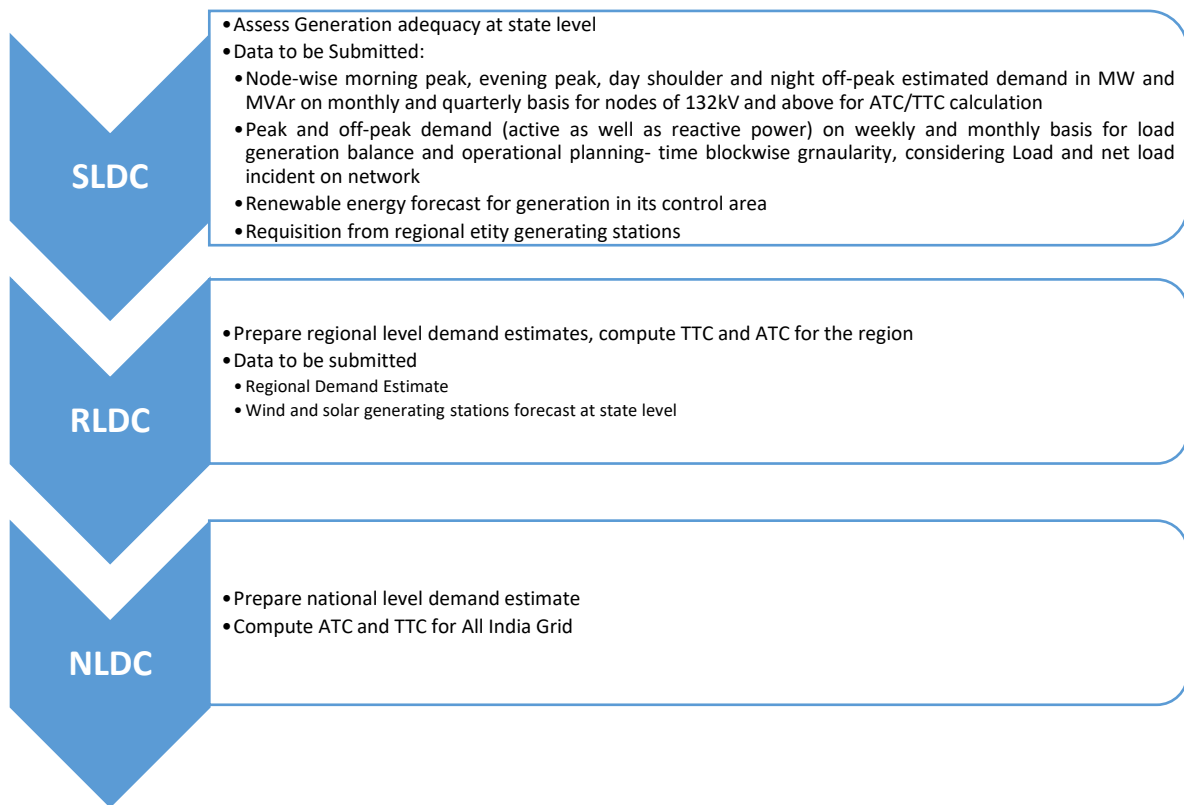 •Assess Generation adequacy at state level
•Data to be Submitted:
•Node-wise morning peak, evening peak, day shoulder and night off-peak estimated demand in MW and
MVAr on monthly and quarterly basis for nodes of 132kV and above for ATC/TTC calculation
•Peak and off-peak demand (active as well as reactive power) on weekly and monthly basis for load
generation balance and operational planning- time blockwise grnaularity, considering Load and net load
incident on network
•Renewable energy forecast for generation in its control area
•Requisition from regional etity generating stations
SLDC
•Prepare regional level demand estimates, compute TTC and ATC for the region
•Data to be submitted
•Regional Demand Estimate
•Wind and solar generating stations forecast at state level
RLDC
•Prepare national level demand estimate
•Compute ATC and TTC for All India Grid
NLDC